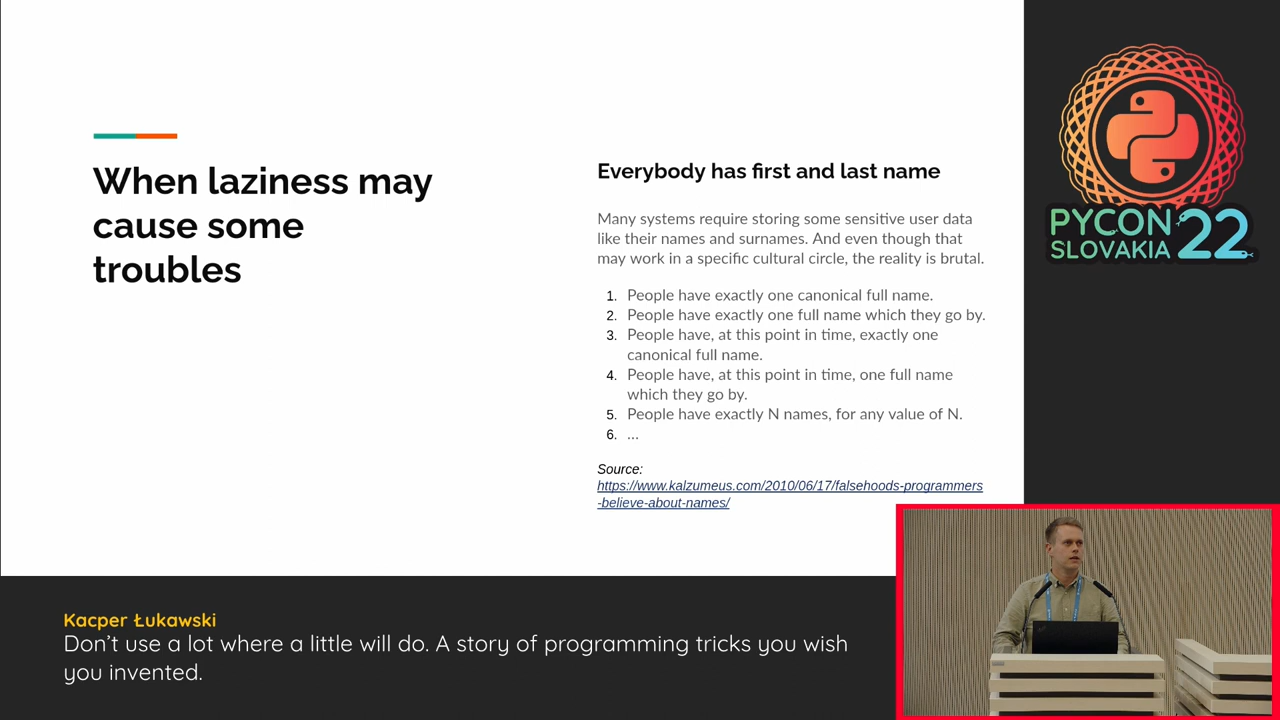 When laziness may
cause some
troubles
Everybody has first and last name
Many systems require storing some sensitive user data
like their names and surnames. And even though that
may work in a specific cultural circle, the reality is brutal.
1. People have exactly one canonical full name.
2. People have exactly one full name which they go by.
3. People have, at this point in time, exactly one
canonical full name.
4. People have, at this point in time, one full name
which they go by.
5. People have exactly N names, for any value of N.
6. ...
Source:
https://www.kalzumeus.com/2010/06/17/falsehoods-programmers
-believe-about-names/
PYCON 22
SLOVAKIA
Kacper Łukawski
Don't use a lot where a little will do. A story of programming tricks you wish
you invented.